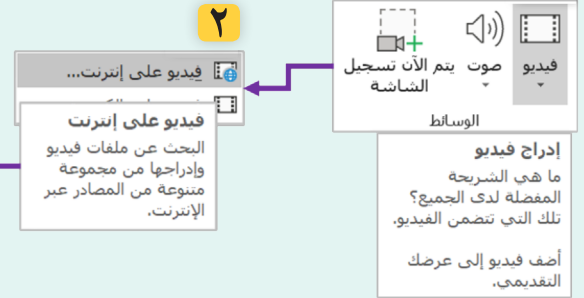 ٢
فيديو
صوت
يتم الآن تسجيل
الشاشة
الوسائط
إدراج فيديو
ما هي الشريحة
المفضلة لدى الجميع؟
تلك التي تتضمن الفيديو.
أضف فيديو إلى عرضك
التقديمي.
فيديو على إنترنت...
فيديو على إنترنت
البحث عن ملفات فيديو
وإدراجها من مجموعة
متنوعة من المصادر عبر
الإنترنت.